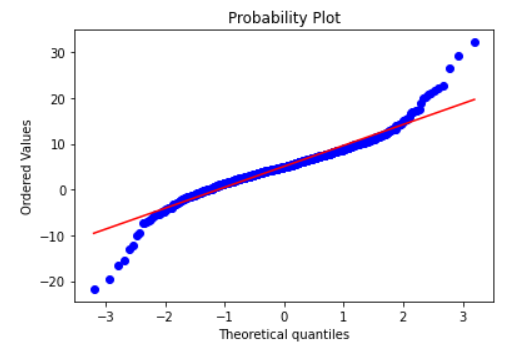 Probability Plot
Ordered Values
30
20
10
0
−10
−20
−3 −2 −1 0 1 2 3
Theoretical quantiles